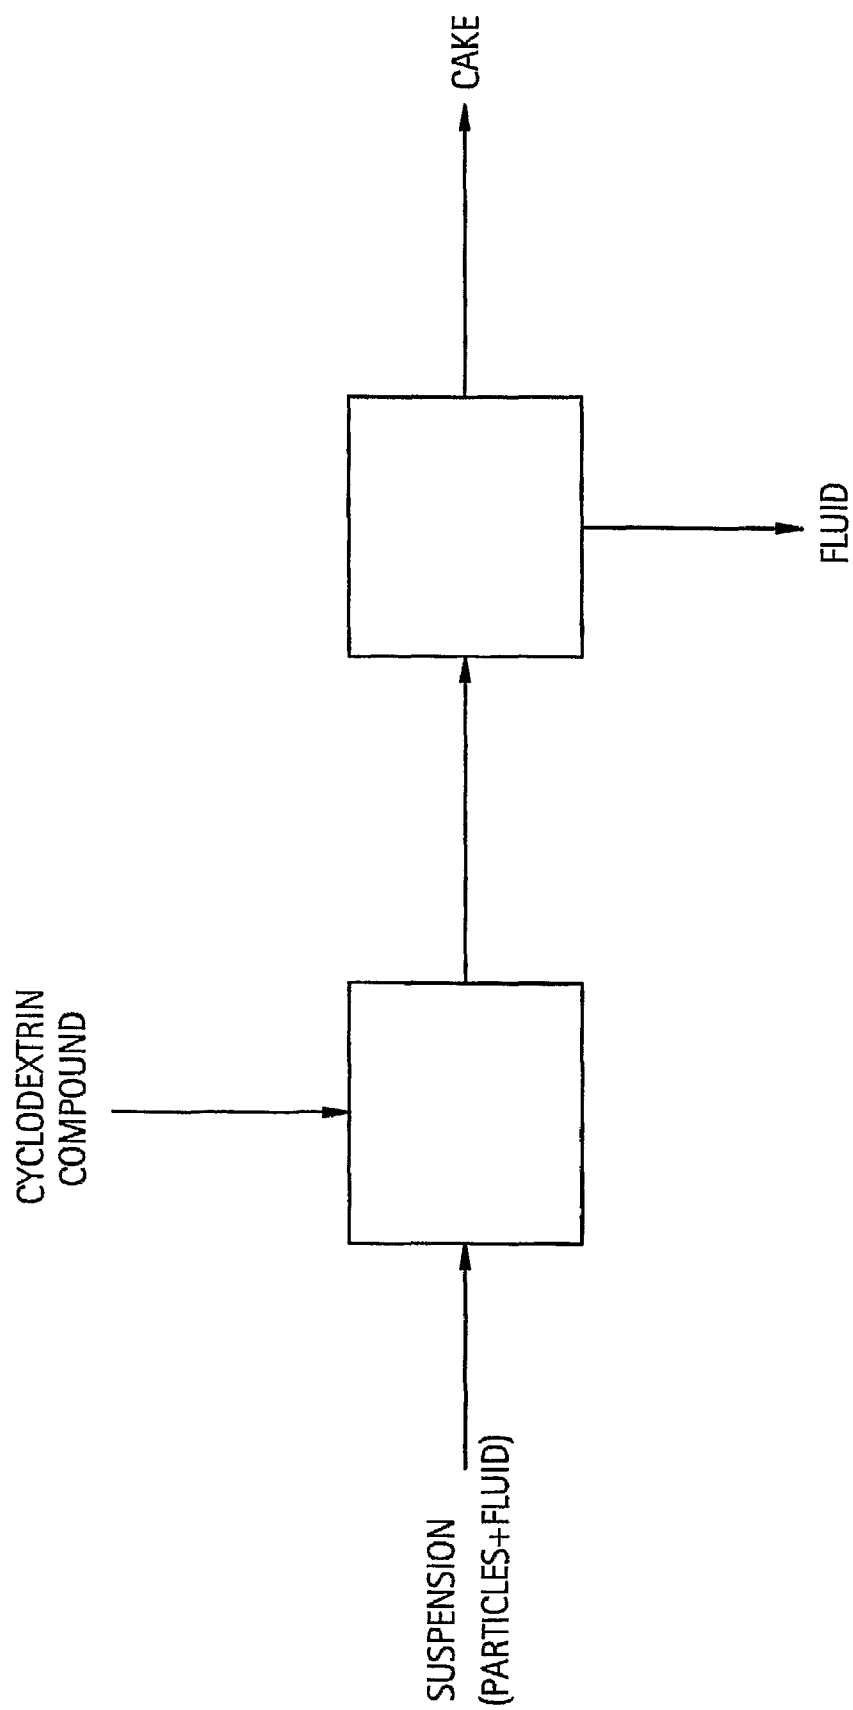 CYCLODEXTRIN
COMPOUND
SUSPENSION
(PARTICLES+FLUID)
CAKE
FLUID